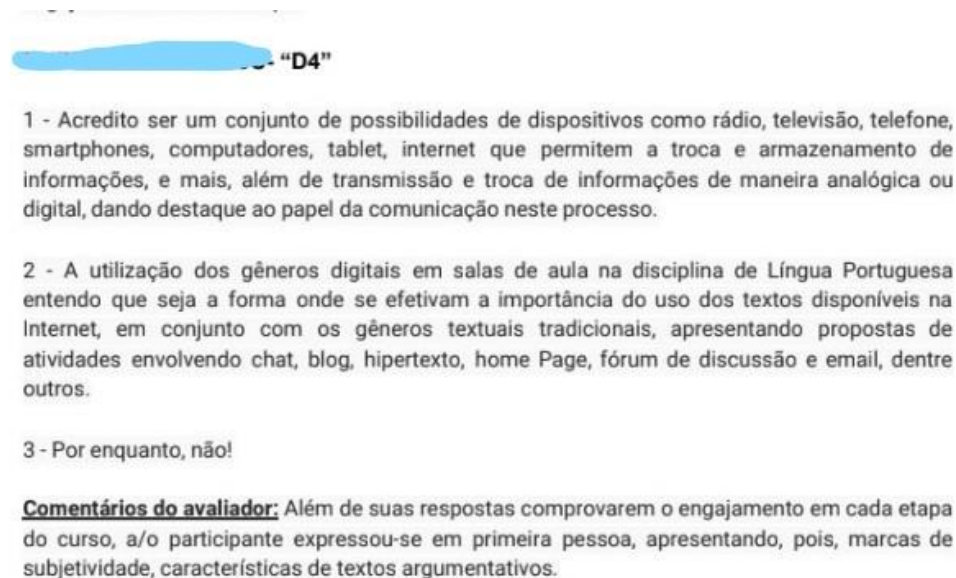 "D4"
1 - Acredito ser um conjunto de possibilidades de dispositivos como rádio, televisão, telefone,
smartphones, computadores, tablet, internet que permitem a troca e armazenamento de
informações, e mais, além de transmissão e troca de informações de maneira analógica ou
digital, dando destaque ao papel da comunicação neste processo.
2 - A utilização dos gêneros digitais em salas de aula na disciplina de Língua Portuguesa
entendo que seja a forma onde se efetivam a importância do uso dos textos disponíveis na
Internet, em conjunto com os gêneros textuais tradicionais, apresentando propostas de
atividades envolvendo chat, blog, hipertexto, home Page, fórum de discussão e email, dentre
outros.
3 - Por enquanto, não!
Comentários do avaliador: Além de suas respostas comprovarem o engajamento em cada etapa
do curso, a/o participante expressou-se em primeira pessoa, apresentando, pois, marcas de
subjetividade, características de textos argumentativos.